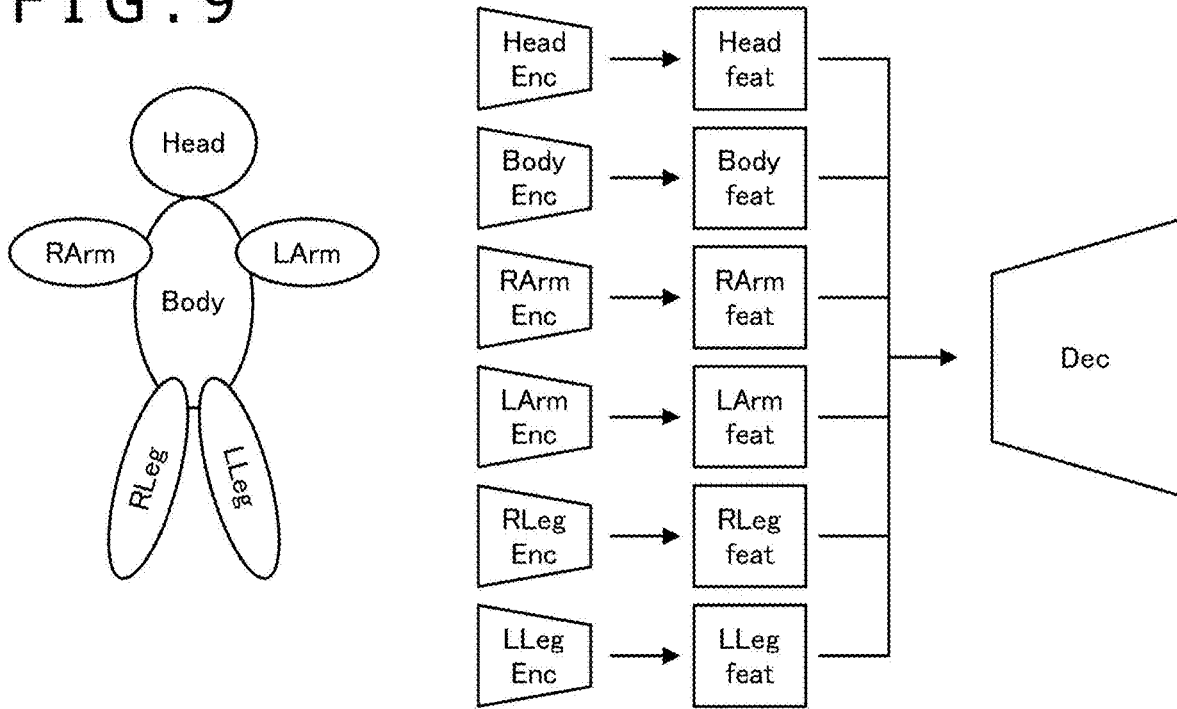 FIG.9
Head
RArm
LArm
Body
RLeg
LLeg
Head
Enc
Head
feat
Body
Enc
Body
feat
RArm
Enc
RArm
feat
LArm
Enc
LArm
feat
RLeg
Enc
RLeg
feat
LLeg
Enc
LLeg
feat
Dec